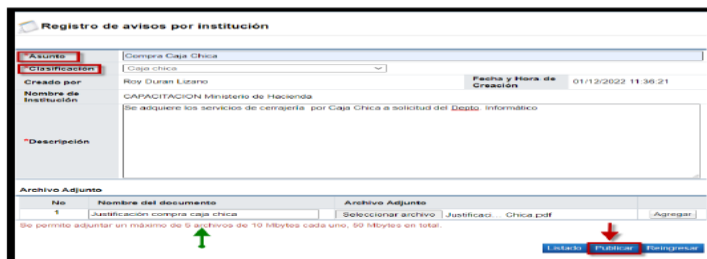 Registro de avisos por institución
*Asunto Compra Caja Chica
*Clasificación Caja chica
Creado por Roy Duran Lizano Fecha y Hora de Creación 01/12/2022 11:36:21
Nombre de Institución CAPACITACION Ministerio de Hacienda
*Descripción Se adquiere los servicios de cerrajería por Caja Chica a solicitud del Depto. Informático
Archivo Adjunto
No Nombre del documento Archivo Adjunto
1 Justificación compra caja chica Seleccionar archivo Justificaci... Chica.pdf Agregar
Se permite adjuntar un máximo de 5 archivos de 10 Mbytes cada uno, 50 Mbytes en total.
Listado Publicar Reingresar